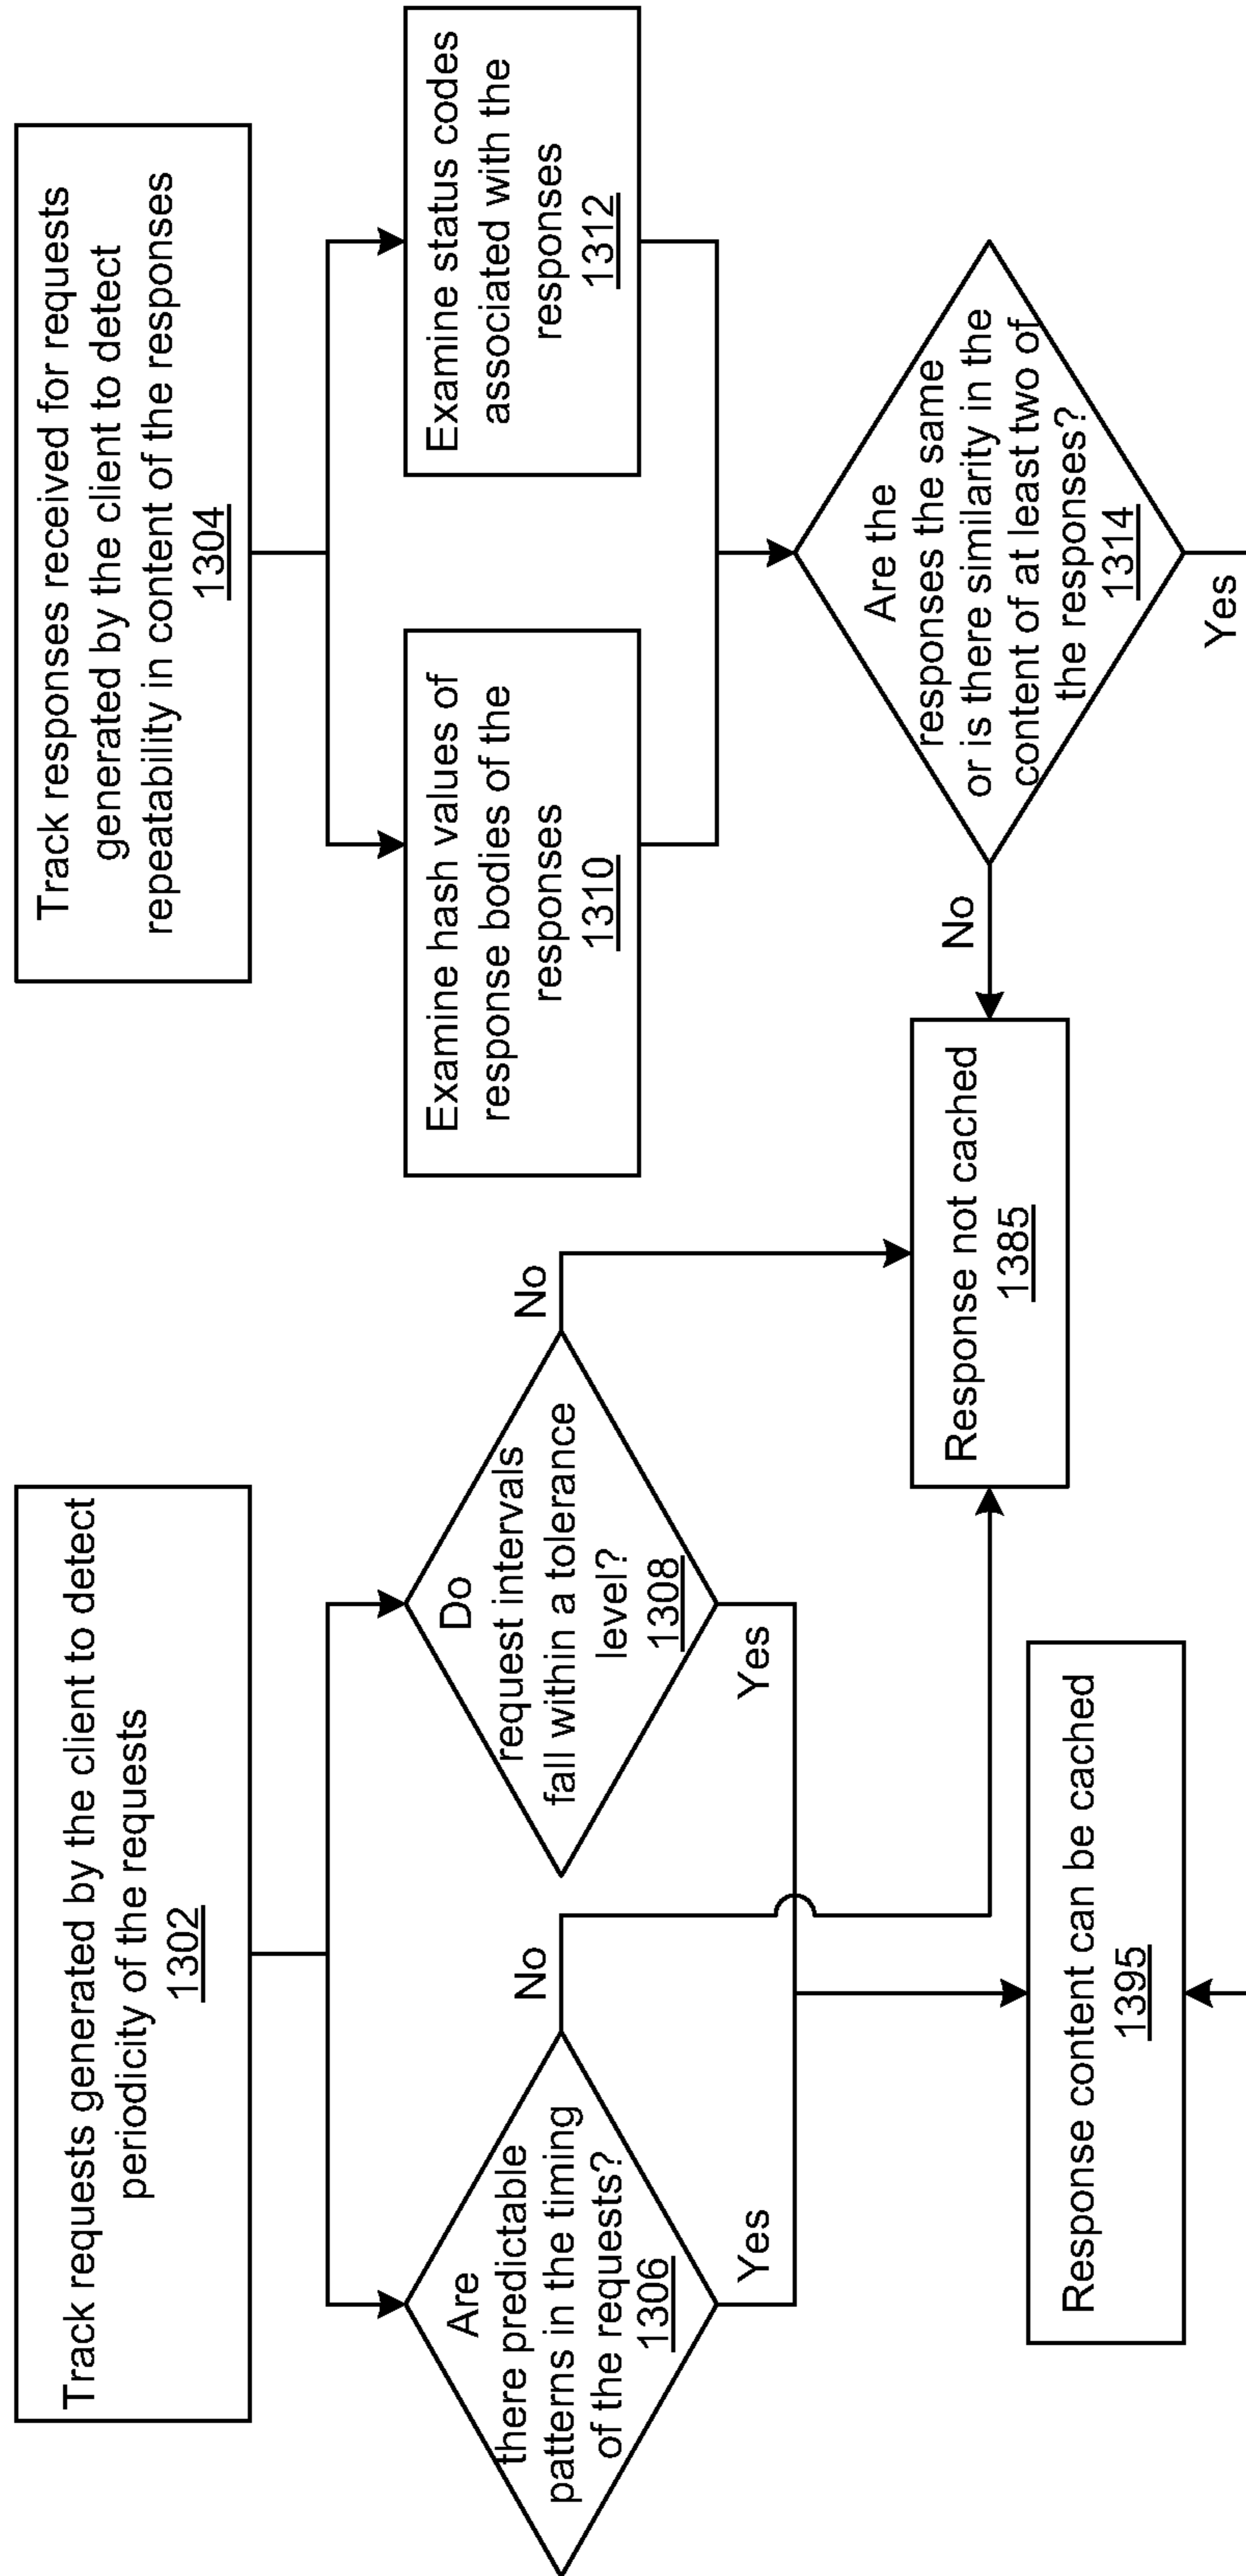 Track requests generated by the client to detect
periodicity of the requests
1302
Are
there predictable
patterns in the timing
of the requests?
1306
No
Yes
Do
request intervals
fall within a tolerance
level?
1308
No
Yes
Response content can be cached
1395
Response not cached
1385
Track responses received for requests
generated by the client to detect
repeatability in content of the responses
1304
Examine hash values of
response bodies of the
responses
1310
Examine status codes
associated with the
responses
1312
Are the
responses the same
or is there similarity in the
content of at least two of
the responses?
1314
No
Yes